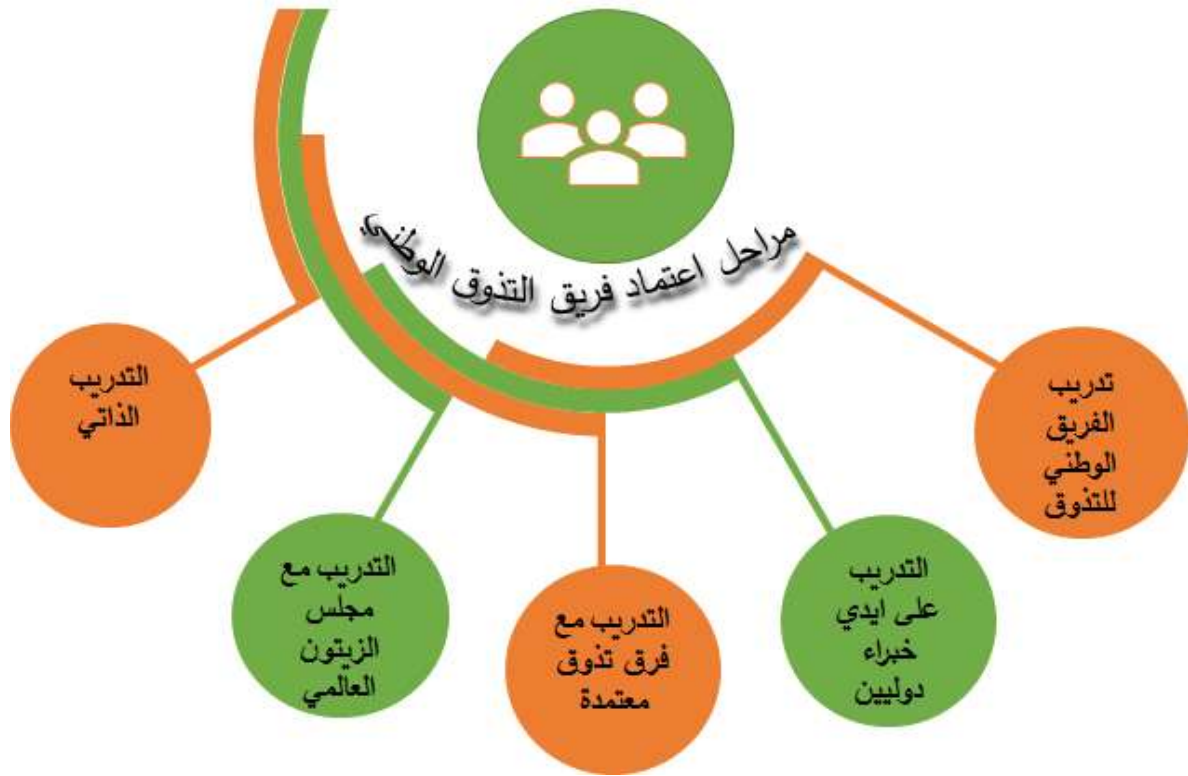 مراحل اعتماد فريق التذوق الوطني
تدريب
الفريق
الوطني
للتذوق
التدريب
على ايدي
خبراء
دوليين
التدريب مع
فرق تذوق
معتمدة
التدريب مع
مجلس
الزيتون
العالمي
التدريب
الذاتي